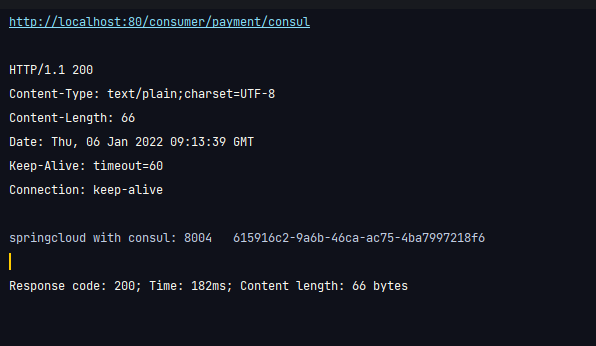 http://localhost:80/consumer/payment/consul
HTTP/1.1 200
Content-Type: text/plain;charset=UTF-8
Content-Length: 66
Date: Thu, 06 Jan 2022 09:13:39 GMT
Keep-Alive: timeout=60
Connection: keep-alive
springcloud with consul: 8004   615916c2-9a6b-46ca-ac75-4ba7997218f6
Response code: 200; Time: 182ms; Content length: 66 bytes